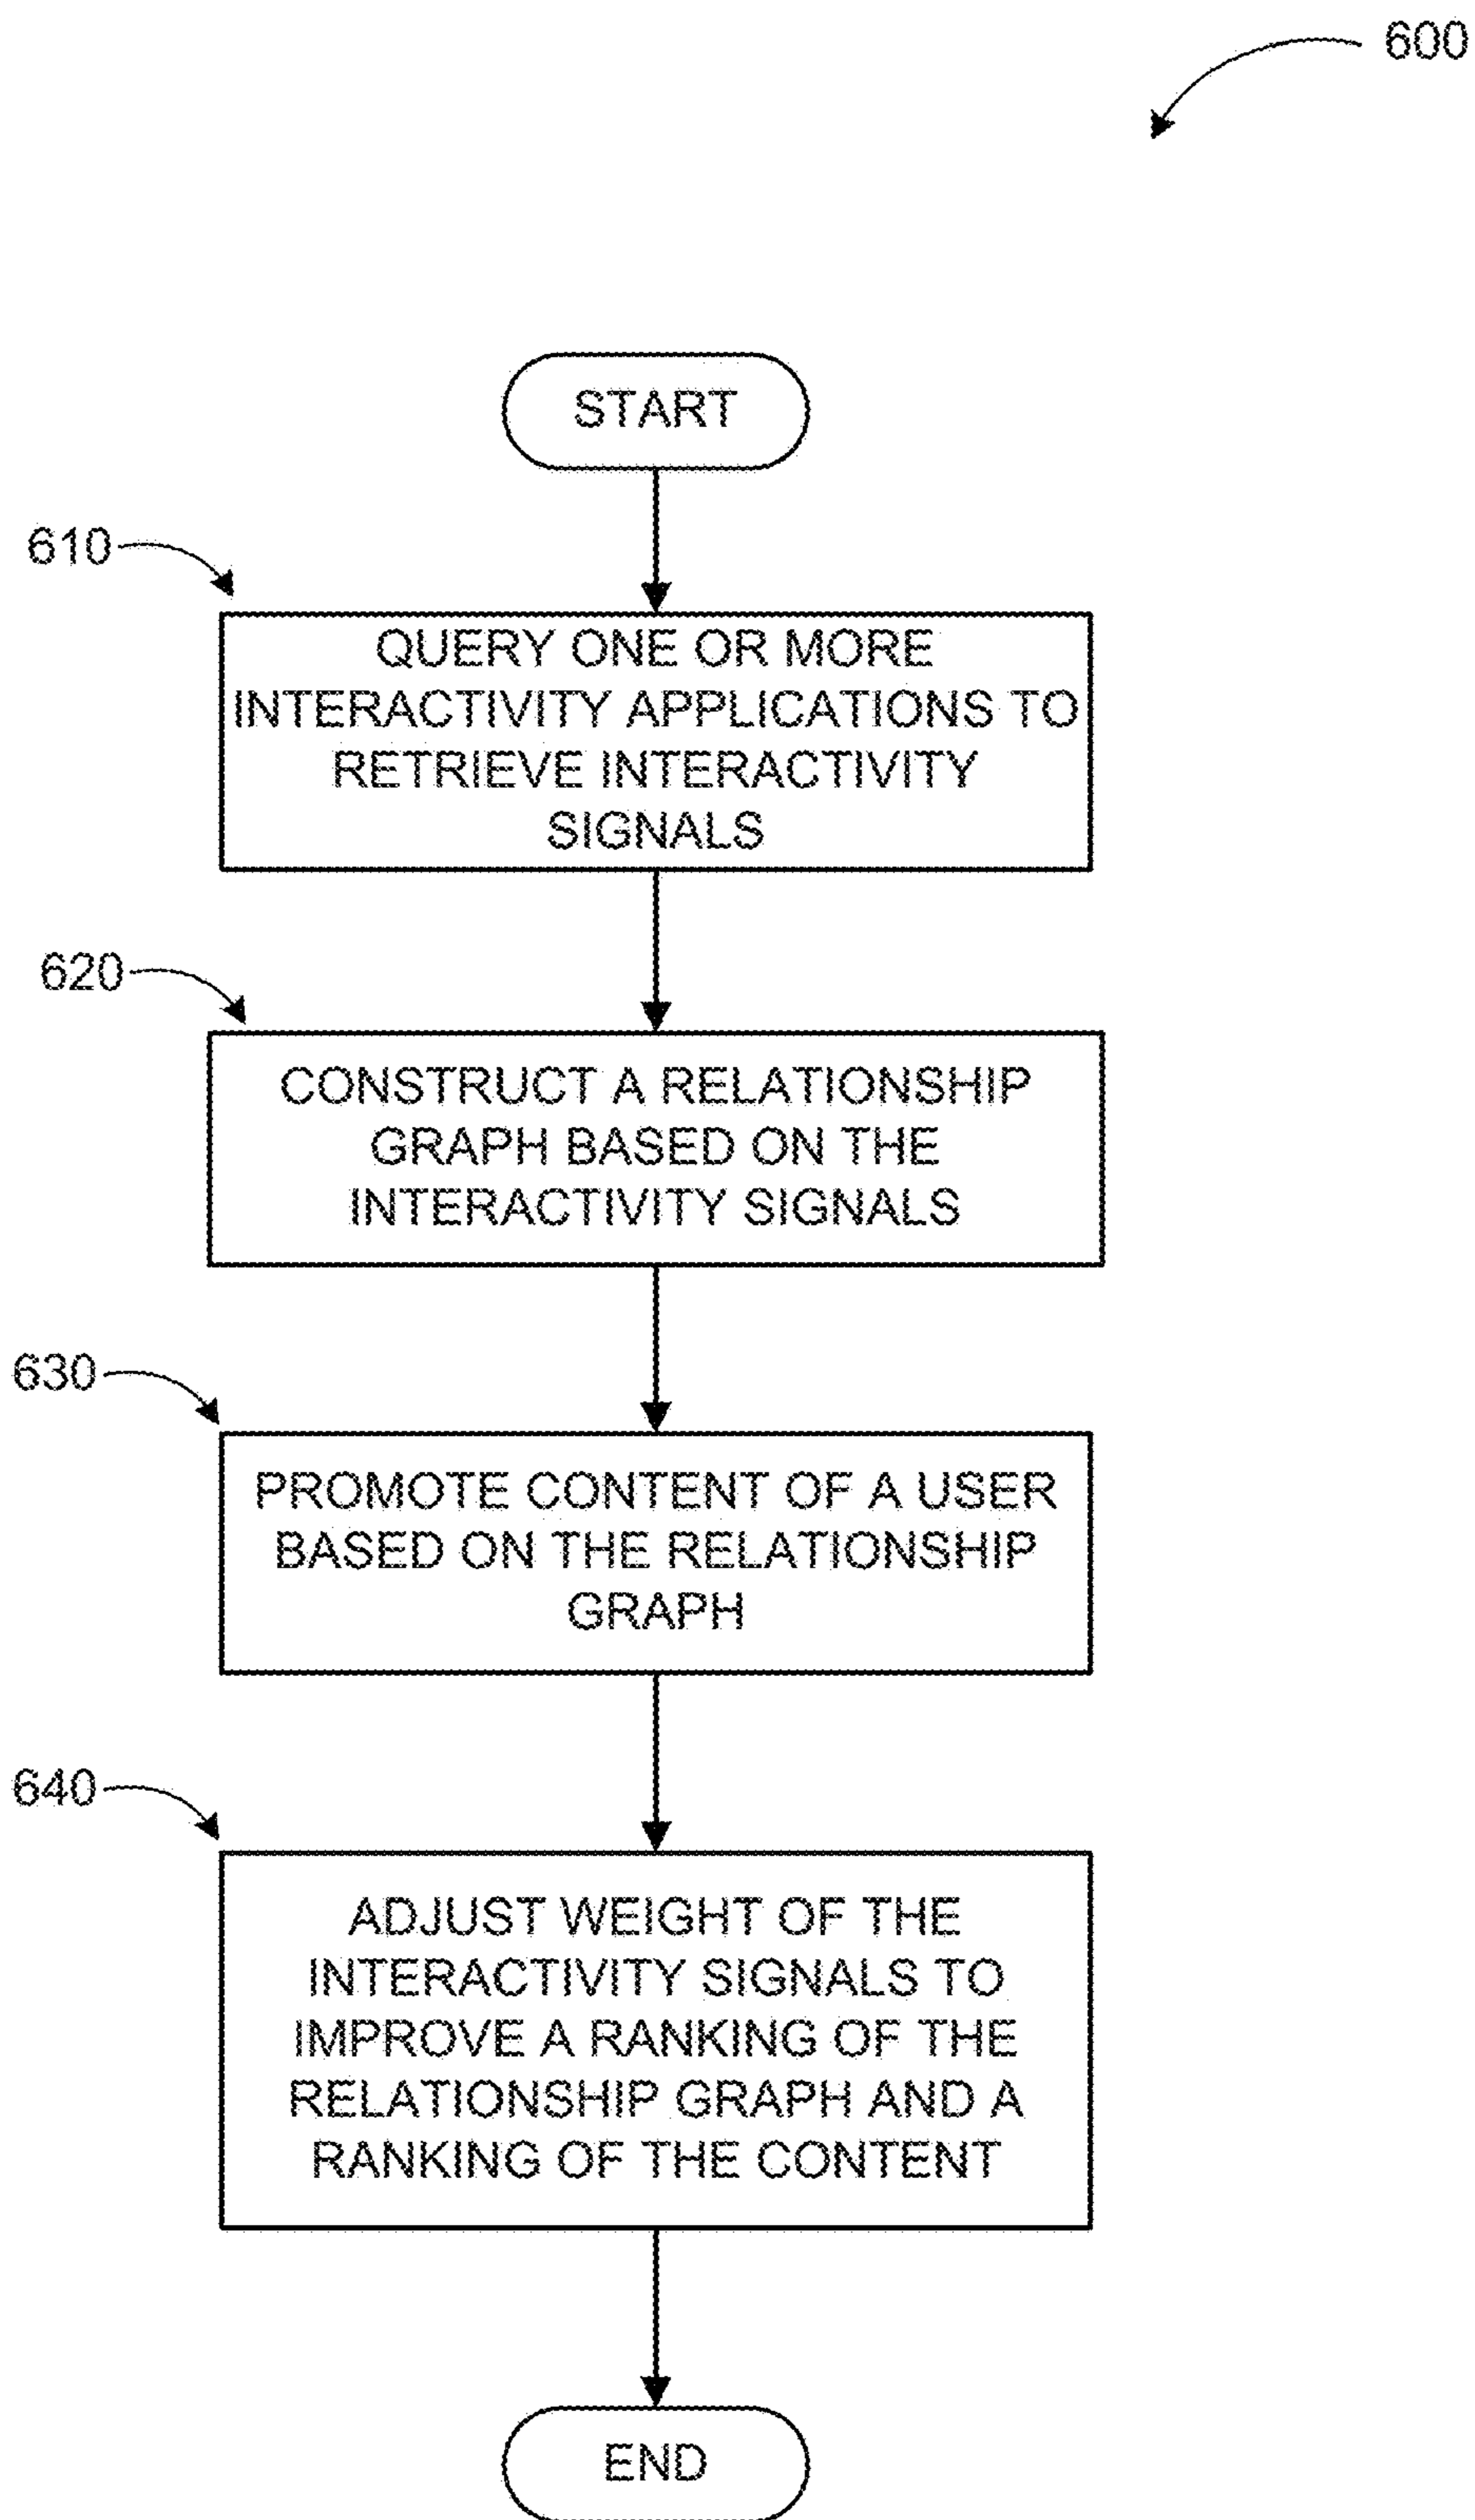 600
START
610
QUERY ONE OR MORE
INTERACTIVITY APPLICATIONS TO
RETRIEVE INTERACTIVITY
SIGNALS
620
CONSTRUCT A RELATIONSHIP
GRAPH BASED ON THE
INTERACTIVITY SIGNALS
630
PROMOTE CONTENT OF A USER
BASED ON THE RELATIONSHIP
GRAPH
640
ADJUST WEIGHT OF THE
INTERACTIVITY SIGNALS TO
IMPROVE A RANKING OF THE
RELATIONSHIP GRAPH AND A
RANKING OF THE CONTENT
END